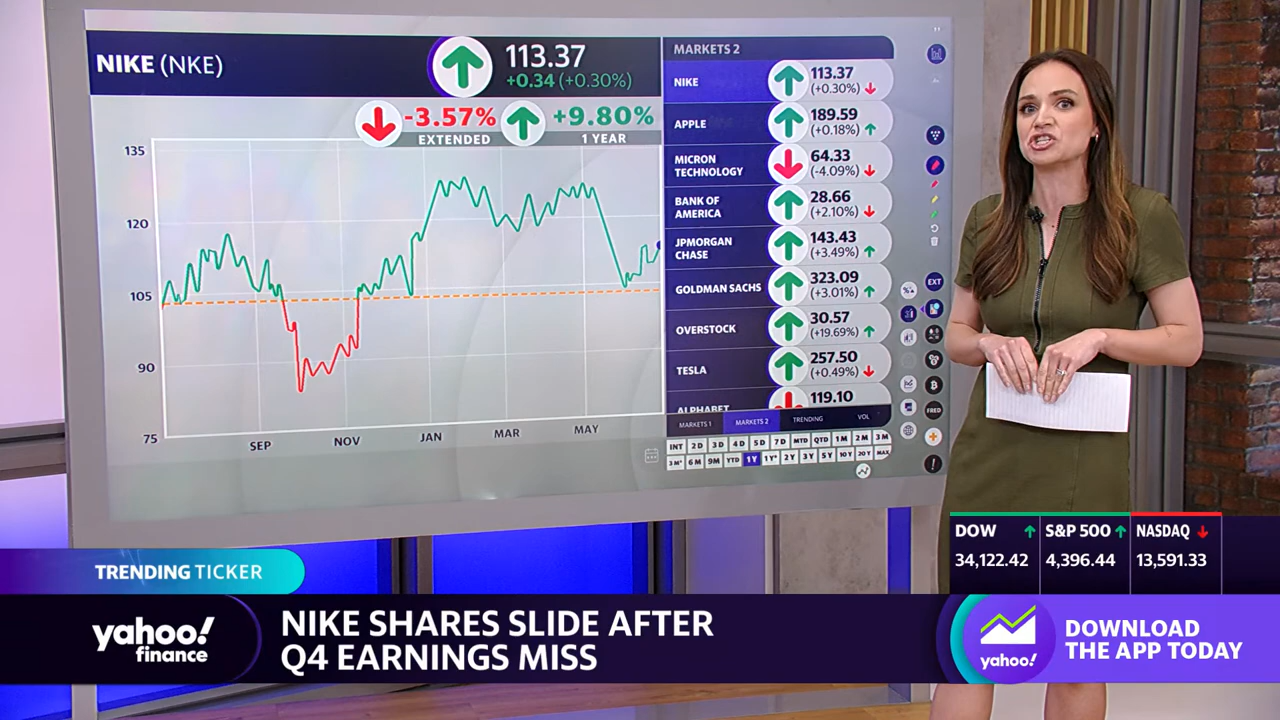 NIKE (NKE)
113.37
+0.34 (+0.30%)
-3.57%
EXTENDED
+9.80%
1 YEAR
135
120
105
90
75
SEP
NOV
JAN
MAR
MAY
MARKETS 2
NIKE
113.37
(+0.30%)
APPLE
189.59
(+0.18%)
MICRON
TECHNOLOGY
64.33
(-4.09%)
BANK OF
AMERICA
28.66
(+2.10%)
JPMORGAN
CHASE
143.43
(+3.49%)
GOLDMAN SACHS
323.09
(+3.01%)
OVERSTOCK
30.57
(+19.69%)
TESLA
257.50
(+0.49%)
ALPHABET
119.10
MARKETS 1 MARKETS 2 TRENDING VOL
INT 2D 3D 4D 5D 7D MTD QTD 1M 2M 3M
3M* 6M 9M YTD 1Y 1Y* 2Y 3Y 5Y 10Y 20Y MAX
EXT
FRED
DOW
34,122.42
S&P 500
4,396.44
NASDAQ
13,591.33
TRENDING TICKER
yahoo!
finance
NIKE SHARES SLIDE AFTER
Q4 EARNINGS MISS
yahoo!
DOWNLOAD
THE APP TODAY